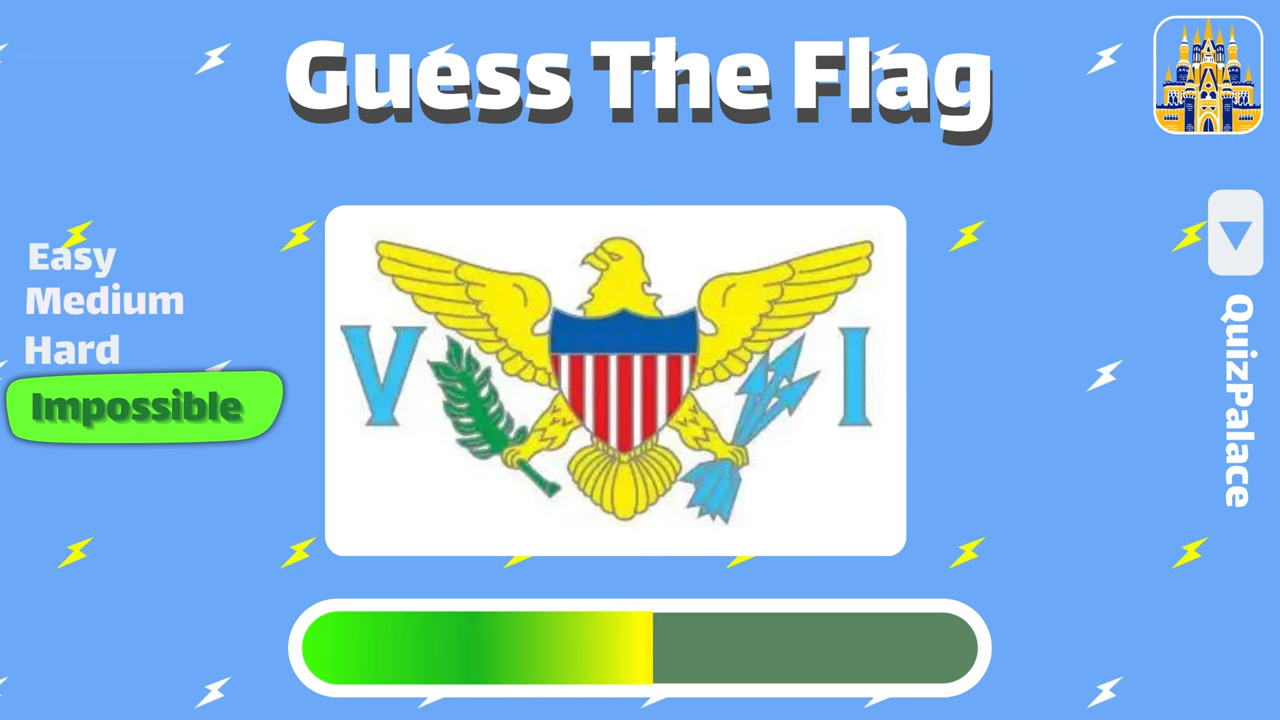 Guess The Flag
Easy
Medium
Hard
Impossible
V I
QuizPalace